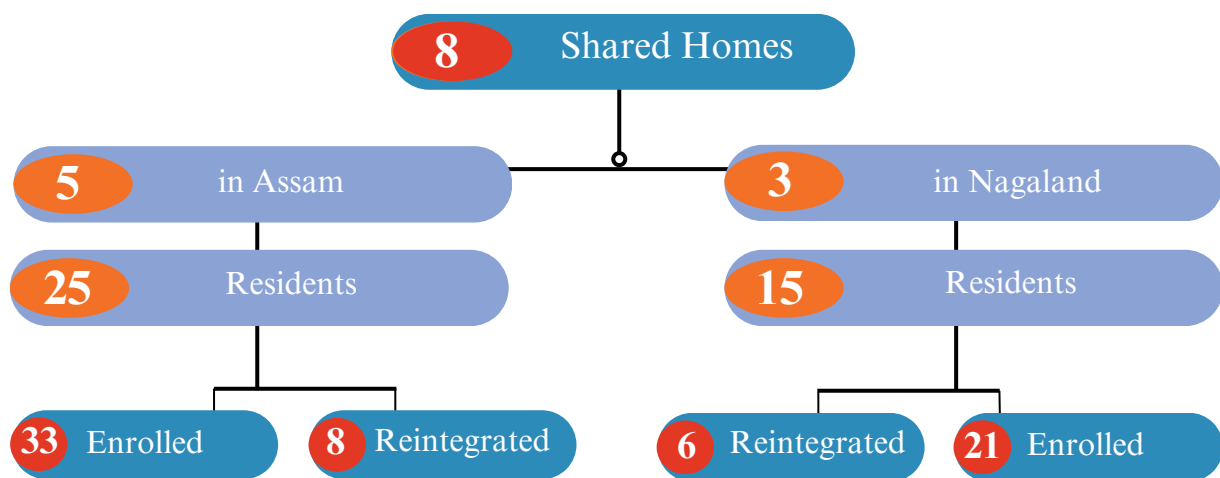 8 Shared Homes
5 in Assam
3 in Nagaland
25 Residents
15 Residents
33 Enrolled
8 Reintegrated
6 Reintegrated
21 Enrolled